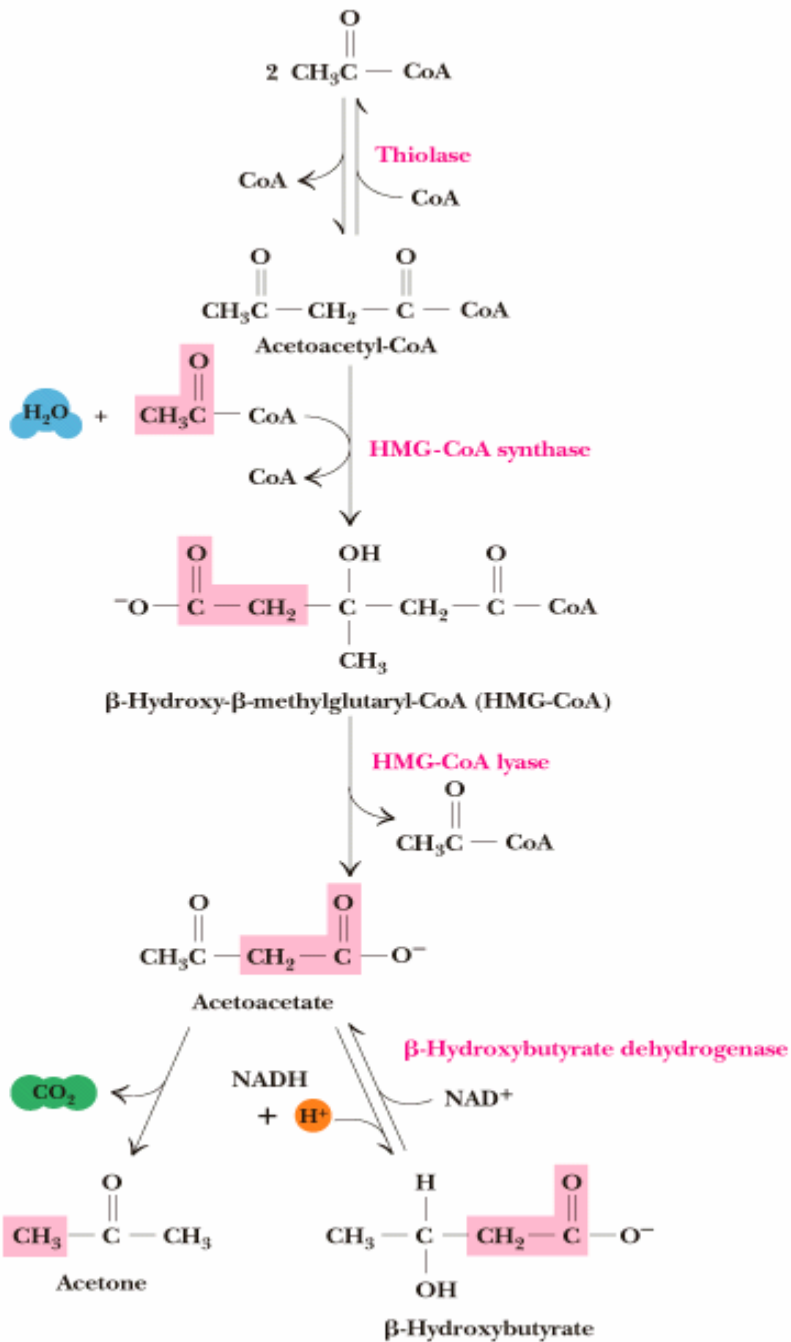 O
2 CH₃C — CoA
Thiolase
CoA
CoA
O O
CH₃C — CH₂ — C — CoA
Acetoacetyl-CoA
O
H₂O + CH₃C — CoA
HMG-CoA synthase
CoA
O OH O
⁻O — C — CH₂ — C — CH₂ — C — CoA
CH₃
β-Hydroxy-β-methylglutaryl-CoA (HMG-CoA)
HMG-CoA lyase
O
CH₃C — CoA
O O
CH₃C — CH₂ — C — O⁻
Acetoacetate
β-Hydroxybutyrate dehydrogenase
CO₂
NADH
+ H⁺
NAD⁺
O
CH₃ — C — CH₃
Acetone
H O
CH₃ — C — CH₂ — C — O⁻
OH
β-Hydroxybutyrate